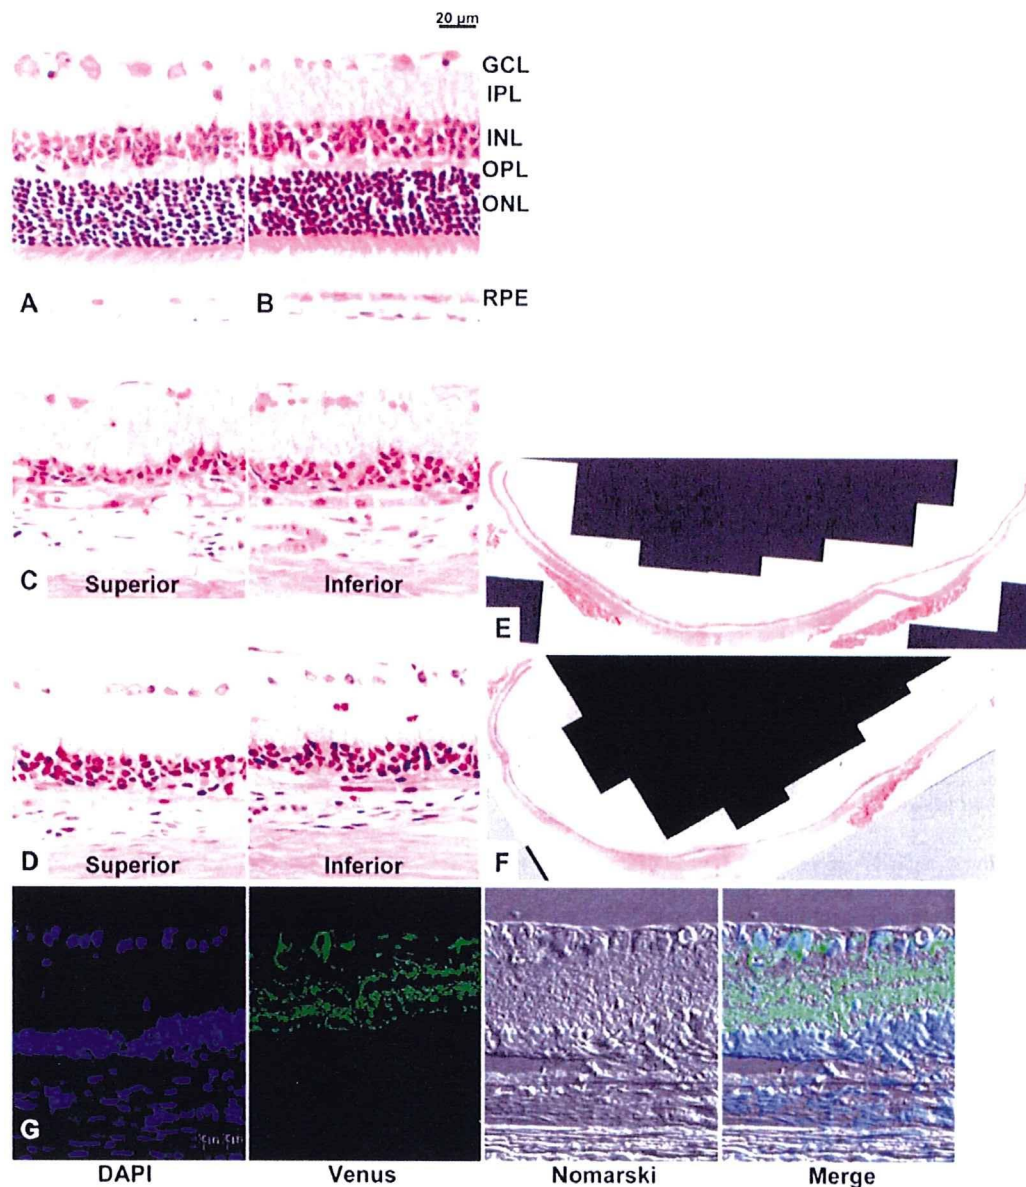 20 µm
GCL
IPL
INL
OPL
ONL
A
B
RPE
C
Superior
Inferior
E
D
Superior
Inferior
F
G
DAPI
Venus
Nomarski
Merge